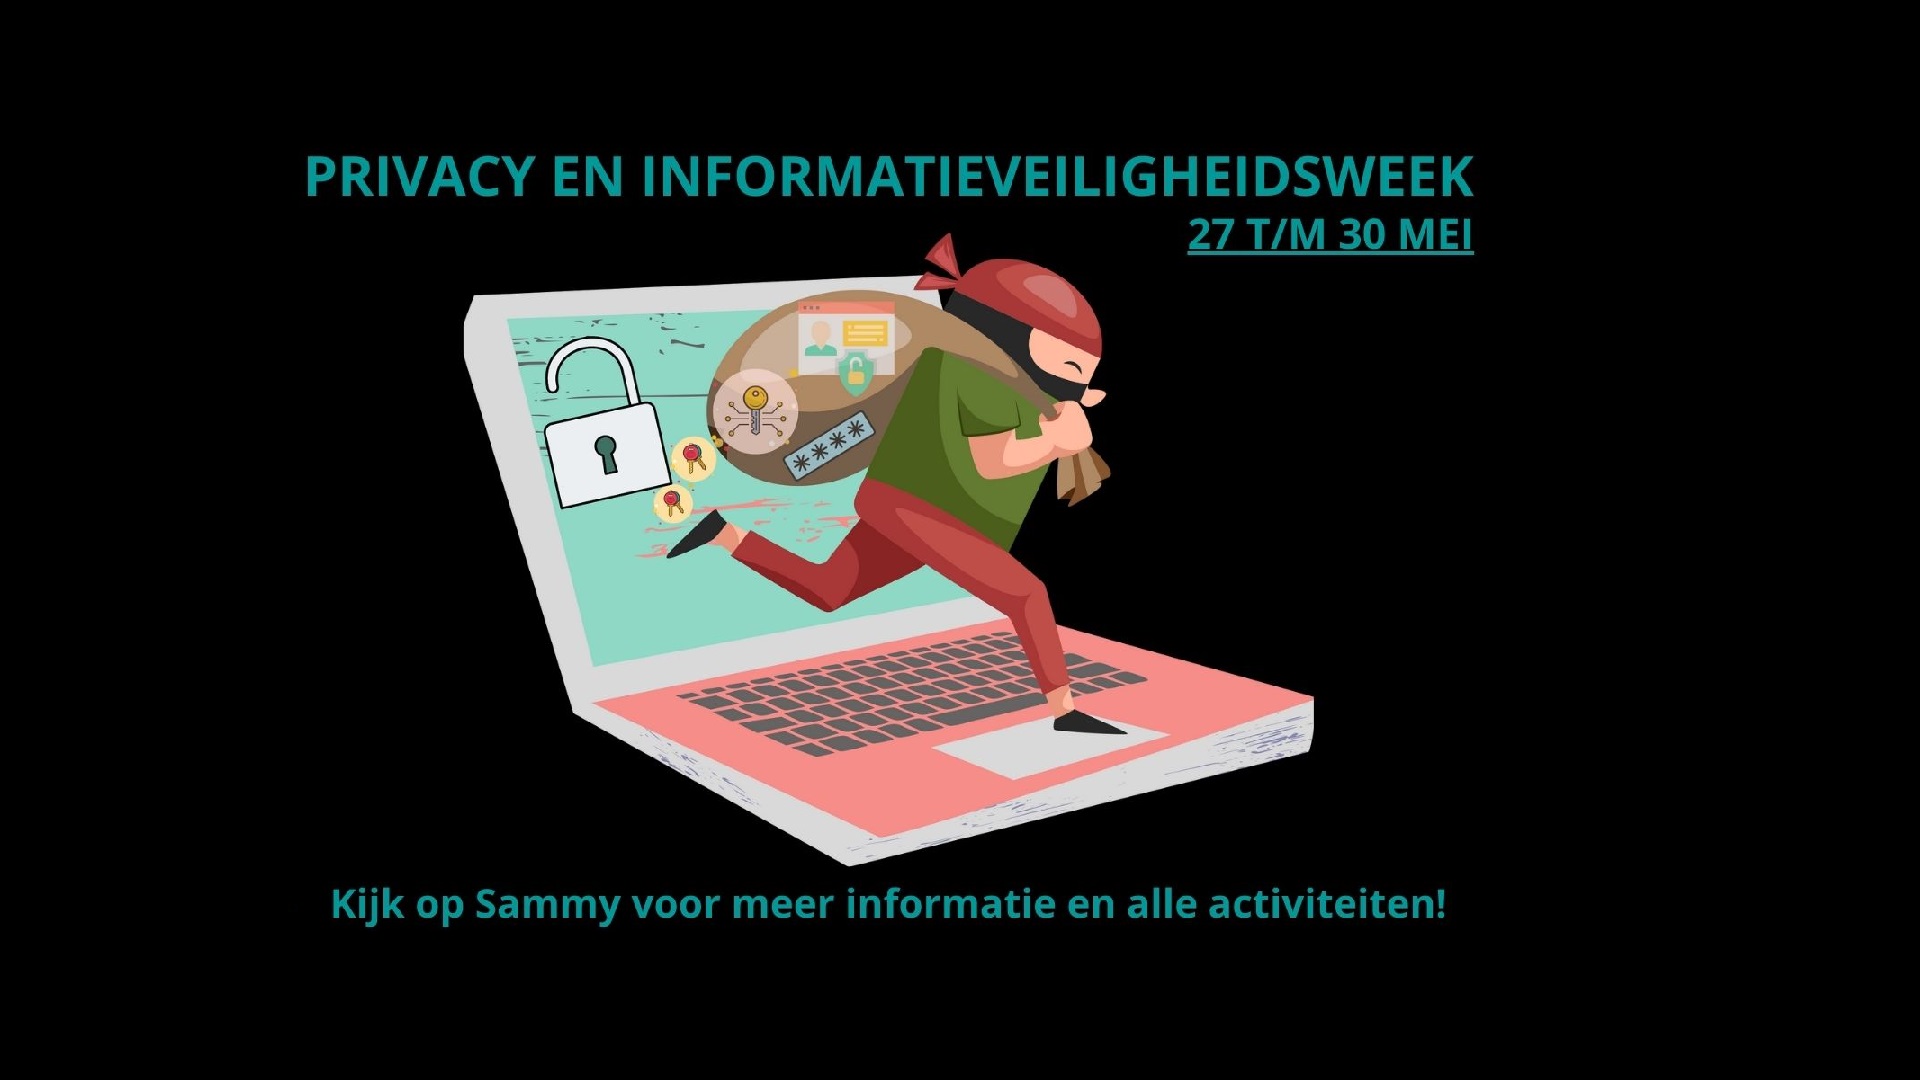 PRIVACY EN INFORMATIEVEILIGHEIDSWEEK
27 T/M 30 MEI
****
Kijk op Sammy voor meer informatie en alle activiteiten!